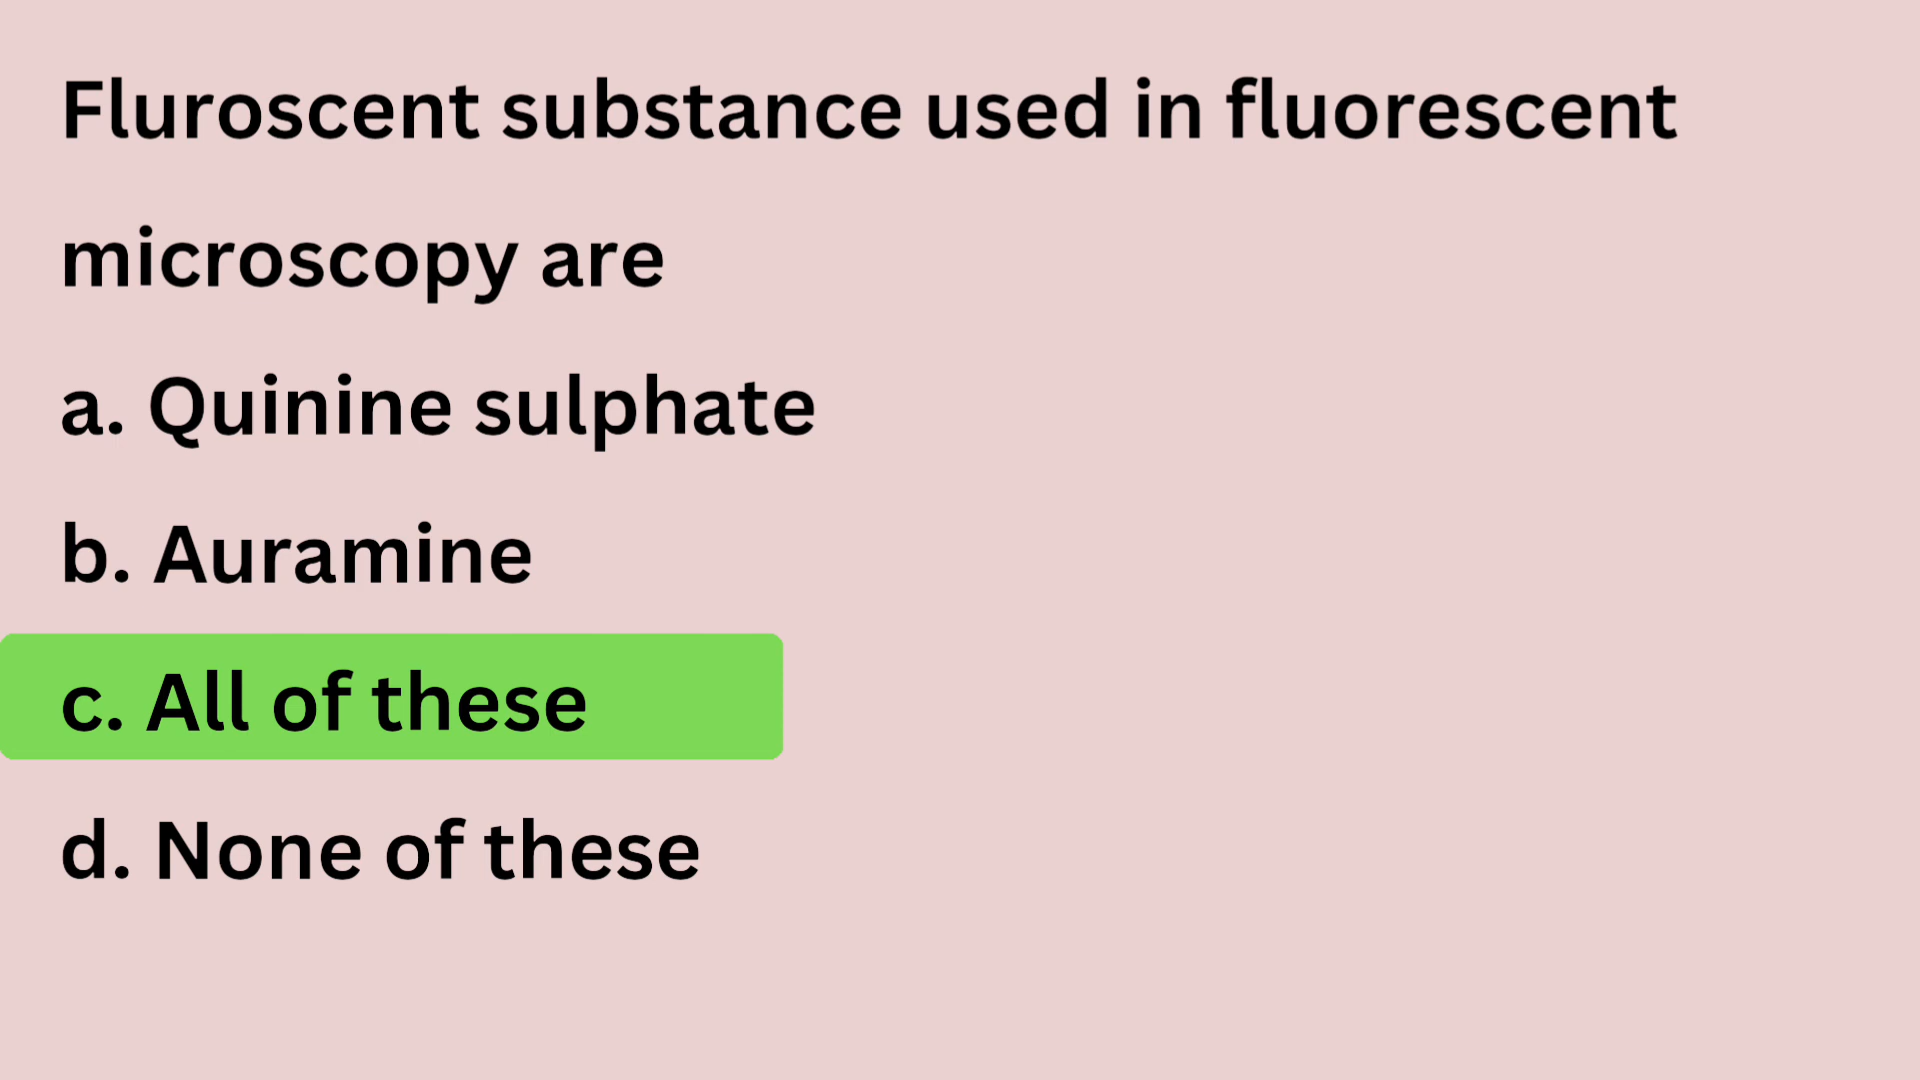 Fluroscent substance used in fluorescent
microscopy are
a. Quinine sulphate
b. Auramine
c. All of these
d. None of these